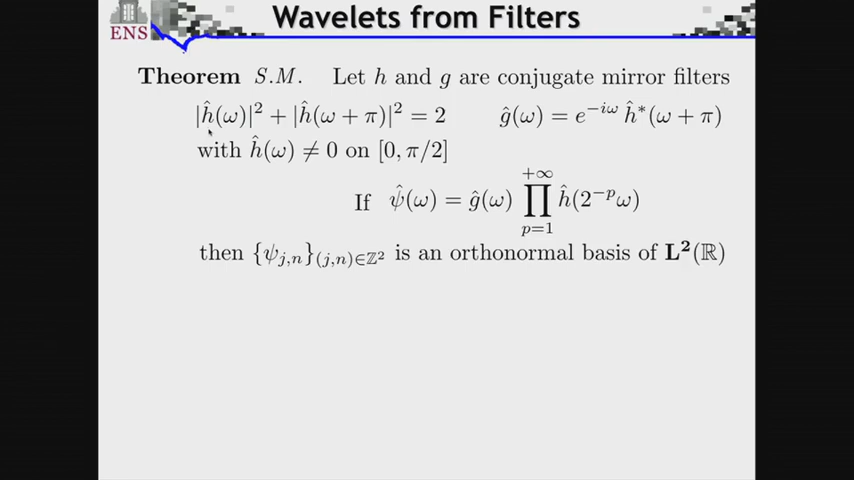 Wavelets from Filters
ENS
Theorem S.M. Let h and g are conjugate mirror filters
|ĥ(ω)|² + |ĥ(ω + π)|² = 2 ĝ(ω) = e^{−iω} ĥ*(ω + π)
with ĥ(ω) ≠ 0 on [0, π/2]
If ψ̂(ω) = ĝ(ω) ∏_{p=1}^{+∞} ĥ(2^{−p}ω)
then {ψ_{j,n}}_{(j,n)∈ℤ²} is an orthonormal basis of L²(ℝ)